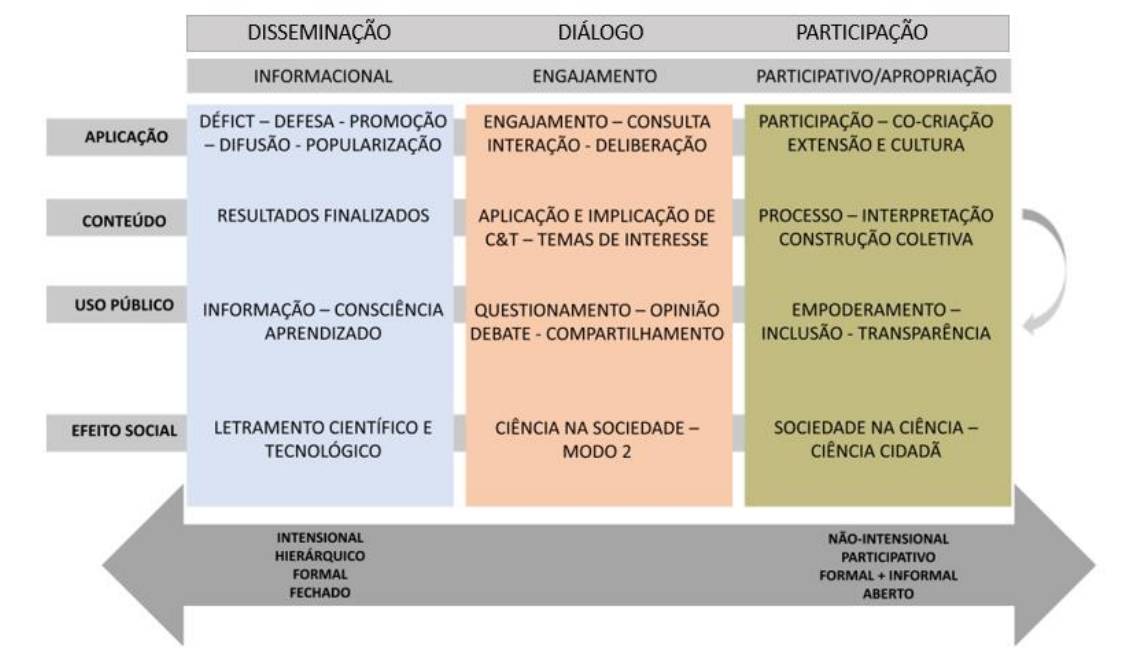 DISSEMINAÇÃO
DIÁLOGO
PARTICIPAÇÃO
INFORMACIONAL
ENGAJAMENTO
PARTICIPATIVO/APROPRIAÇÃO
APLICAÇÃO
DÉFICT – DEFESA - PROMOÇÃO
– DIFUSÃO - POPULARIZAÇÃO
ENGAJAMENTO – CONSULTA
INTERAÇÃO - DELIBERAÇÃO
PARTICIPAÇÃO – CO-CRIAÇÃO
EXTENSÃO E CULTURA
CONTEÚDO
RESULTADOS FINALIZADOS
APLICAÇÃO E IMPLICAÇÃO DE
C&T – TEMAS DE INTERESSE
PROCESSO – INTERPRETAÇÃO
CONSTRUÇÃO COLETIVA
USO PÚBLICO
INFORMAÇÃO – CONSCIÊNCIA
APRENDIZADO
QUESTIONAMENTO – OPINIÃO
DEBATE - COMPARTILHAMENTO
EMPODERAMENTO –
INCLUSÃO - TRANSPARÊNCIA
EFEITO SOCIAL
LETRAMENTO CIENTÍFICO E
TECNOLÓGICO
CIÊNCIA NA SOCIEDADE –
MODO 2
SOCIEDADE NA CIÊNCIA –
CIÊNCIA CIDADÃ
INTENSIONAL
HIERÁRQUICO
FORMAL
FECHADO
NÃO-INTENSIONAL
PARTICIPATIVO
FORMAL + INFORMAL
ABERTO